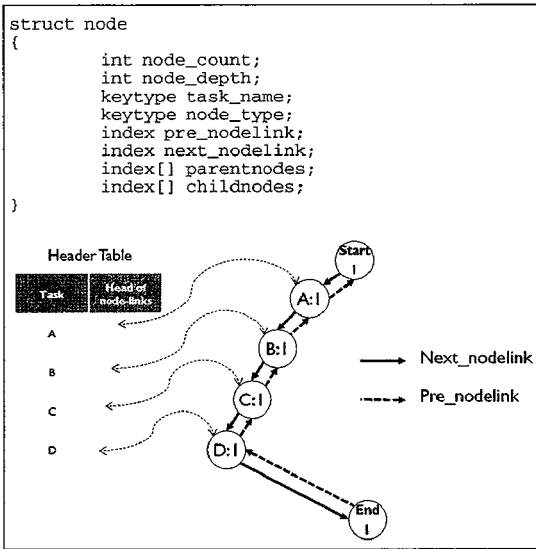 struct node
{
int node_count;
int node_depth;
keytype task_name;
keytype node_type;
index pre_nodelink;
index next_nodelink;
index[] parentnodes;
index[] childnodes;
}
Header Table
Task
Head of
node-links
A
B
C
D
Start
1
A:1
B:1
C:1
D:1
End
1
Next_nodelink
Pre_nodelink